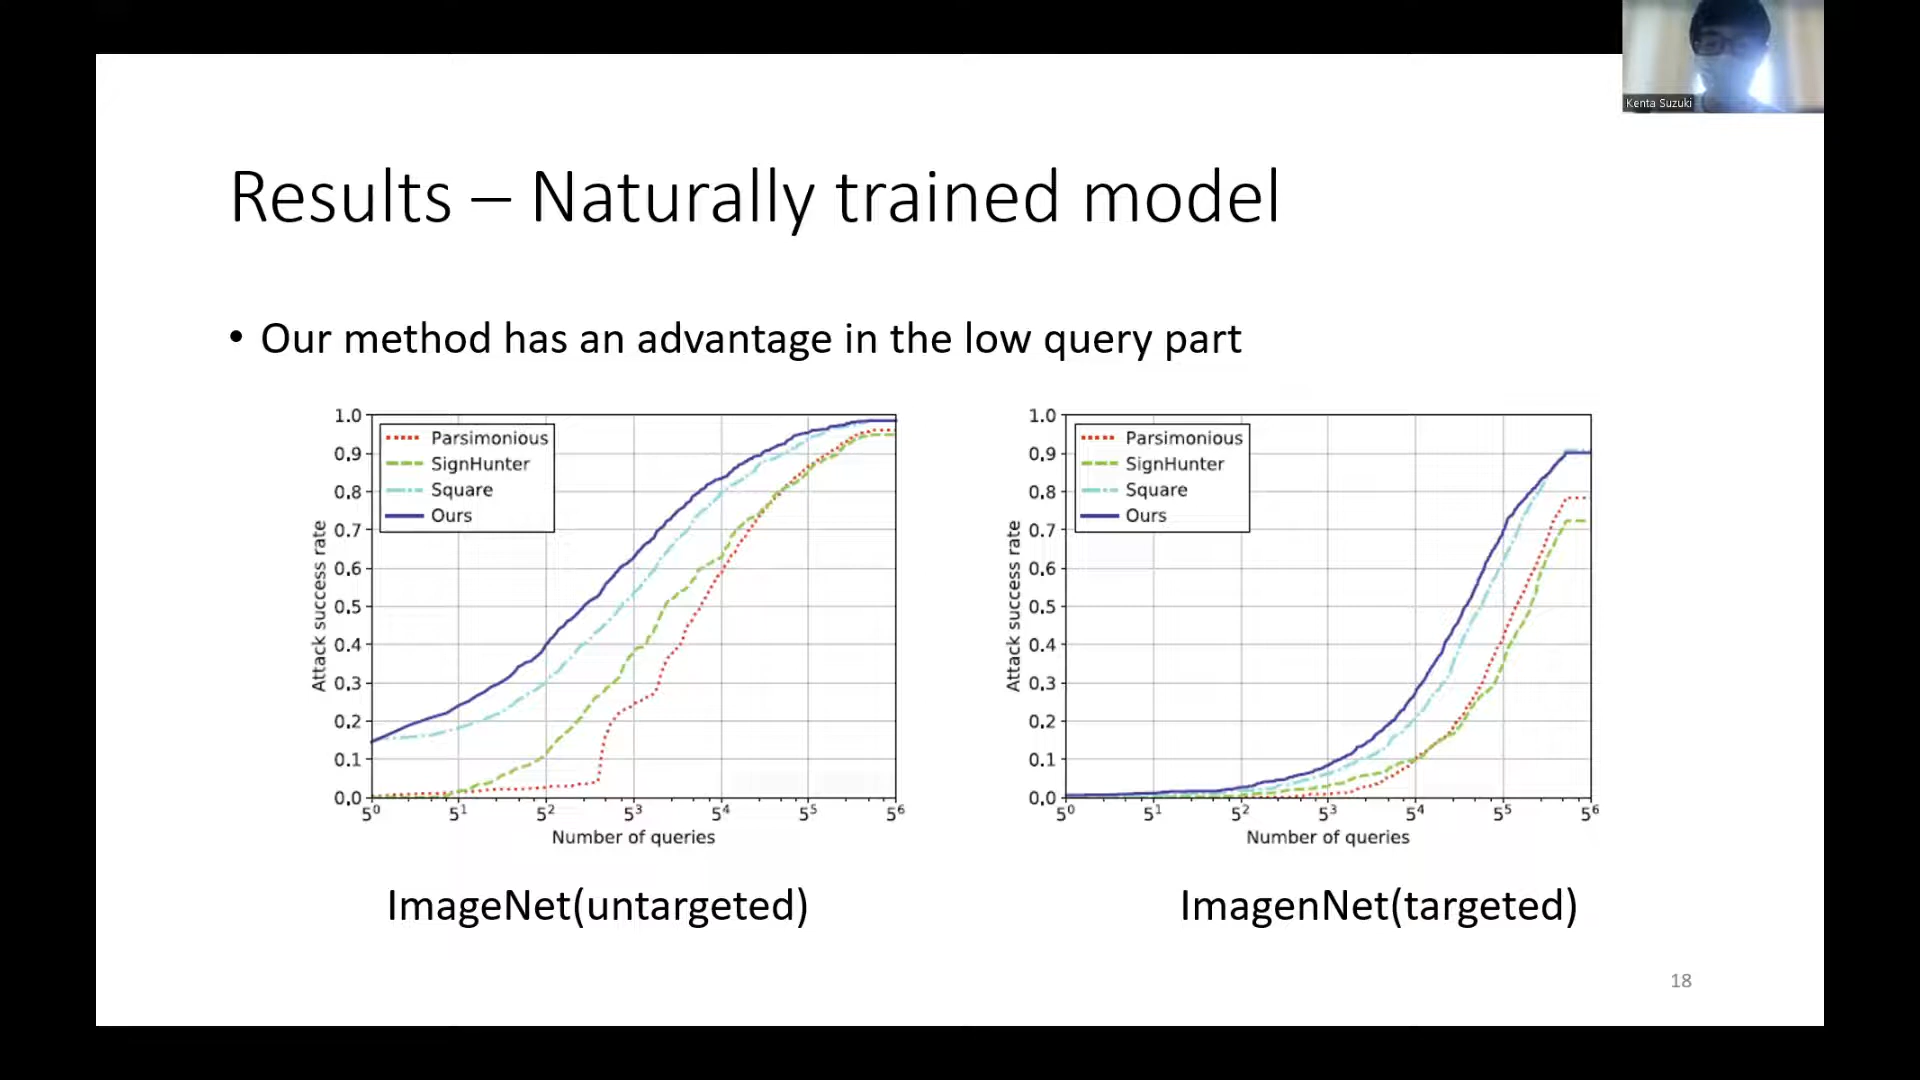 Kenta Suzuki
Results – Naturally trained model
• Our method has an advantage in the low query part
1.0
0.9
0.8
0.7
0.6
0.5
0.4
0.3
0.2
0.1
0.0
Attack success rate
Parsimonious
SignHunter
Square
Ours
5⁰ 5¹ 5² 5³ 5⁴ 5⁵ 5⁶
Number of queries
ImageNet(untargeted)
1.0
0.9
0.8
0.7
0.6
0.5
0.4
0.3
0.2
0.1
0.0
Attack success rate
Parsimonious
SignHunter
Square
Ours
5⁰ 5¹ 5² 5³ 5⁴ 5⁵ 5⁶
Number of queries
ImagenNet(targeted)
18